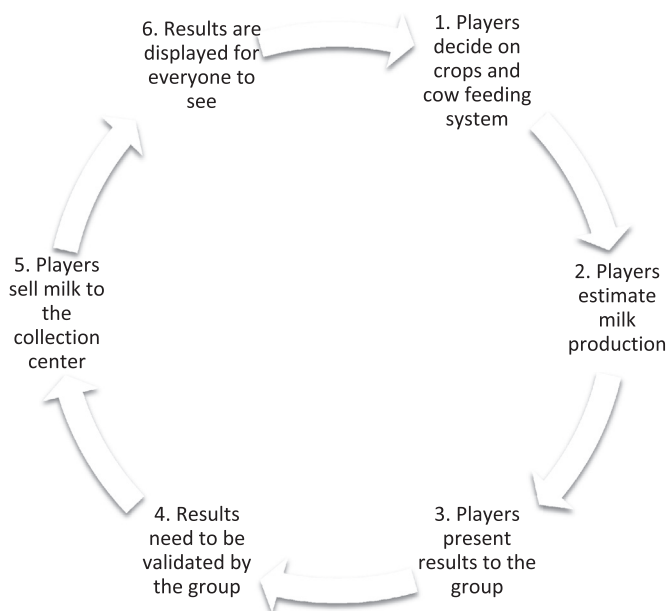 1. Players
decide on
crops and
cow feeding
system
2. Players
estimate
milk
production
3. Players
present
results to the
group
4. Results
need to be
validated by
the group
5. Players
sell milk to
the
collection
center
6. Results are
displayed for
everyone to
see